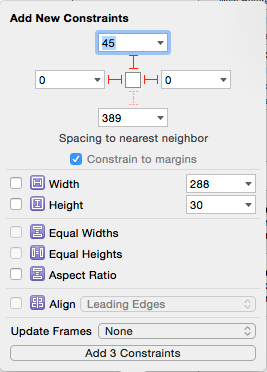 Add New Constraints
45
0 0
389
Spacing to nearest neighbor
Constrain to margins
Width 288
Height 30
Equal Widths
Equal Heights
Aspect Ratio
Align Leading Edges
Update Frames None
Add 3 Constraints